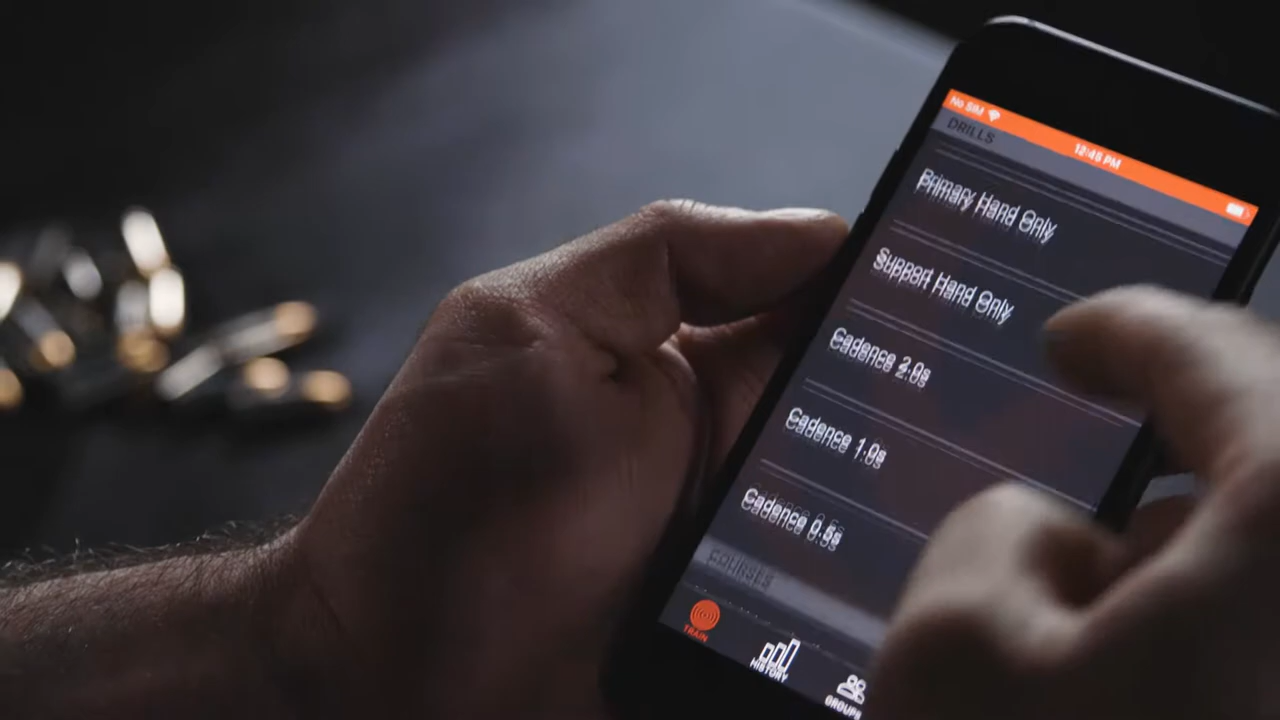 No SIM
12:45 PM
DRILLS
Primary Hand Only
Support Hand Only
Cadence 2.0s
Cadence 1.0s
Cadence 0.5s
COURSES
TRAIN
HISTORY
GROUPS